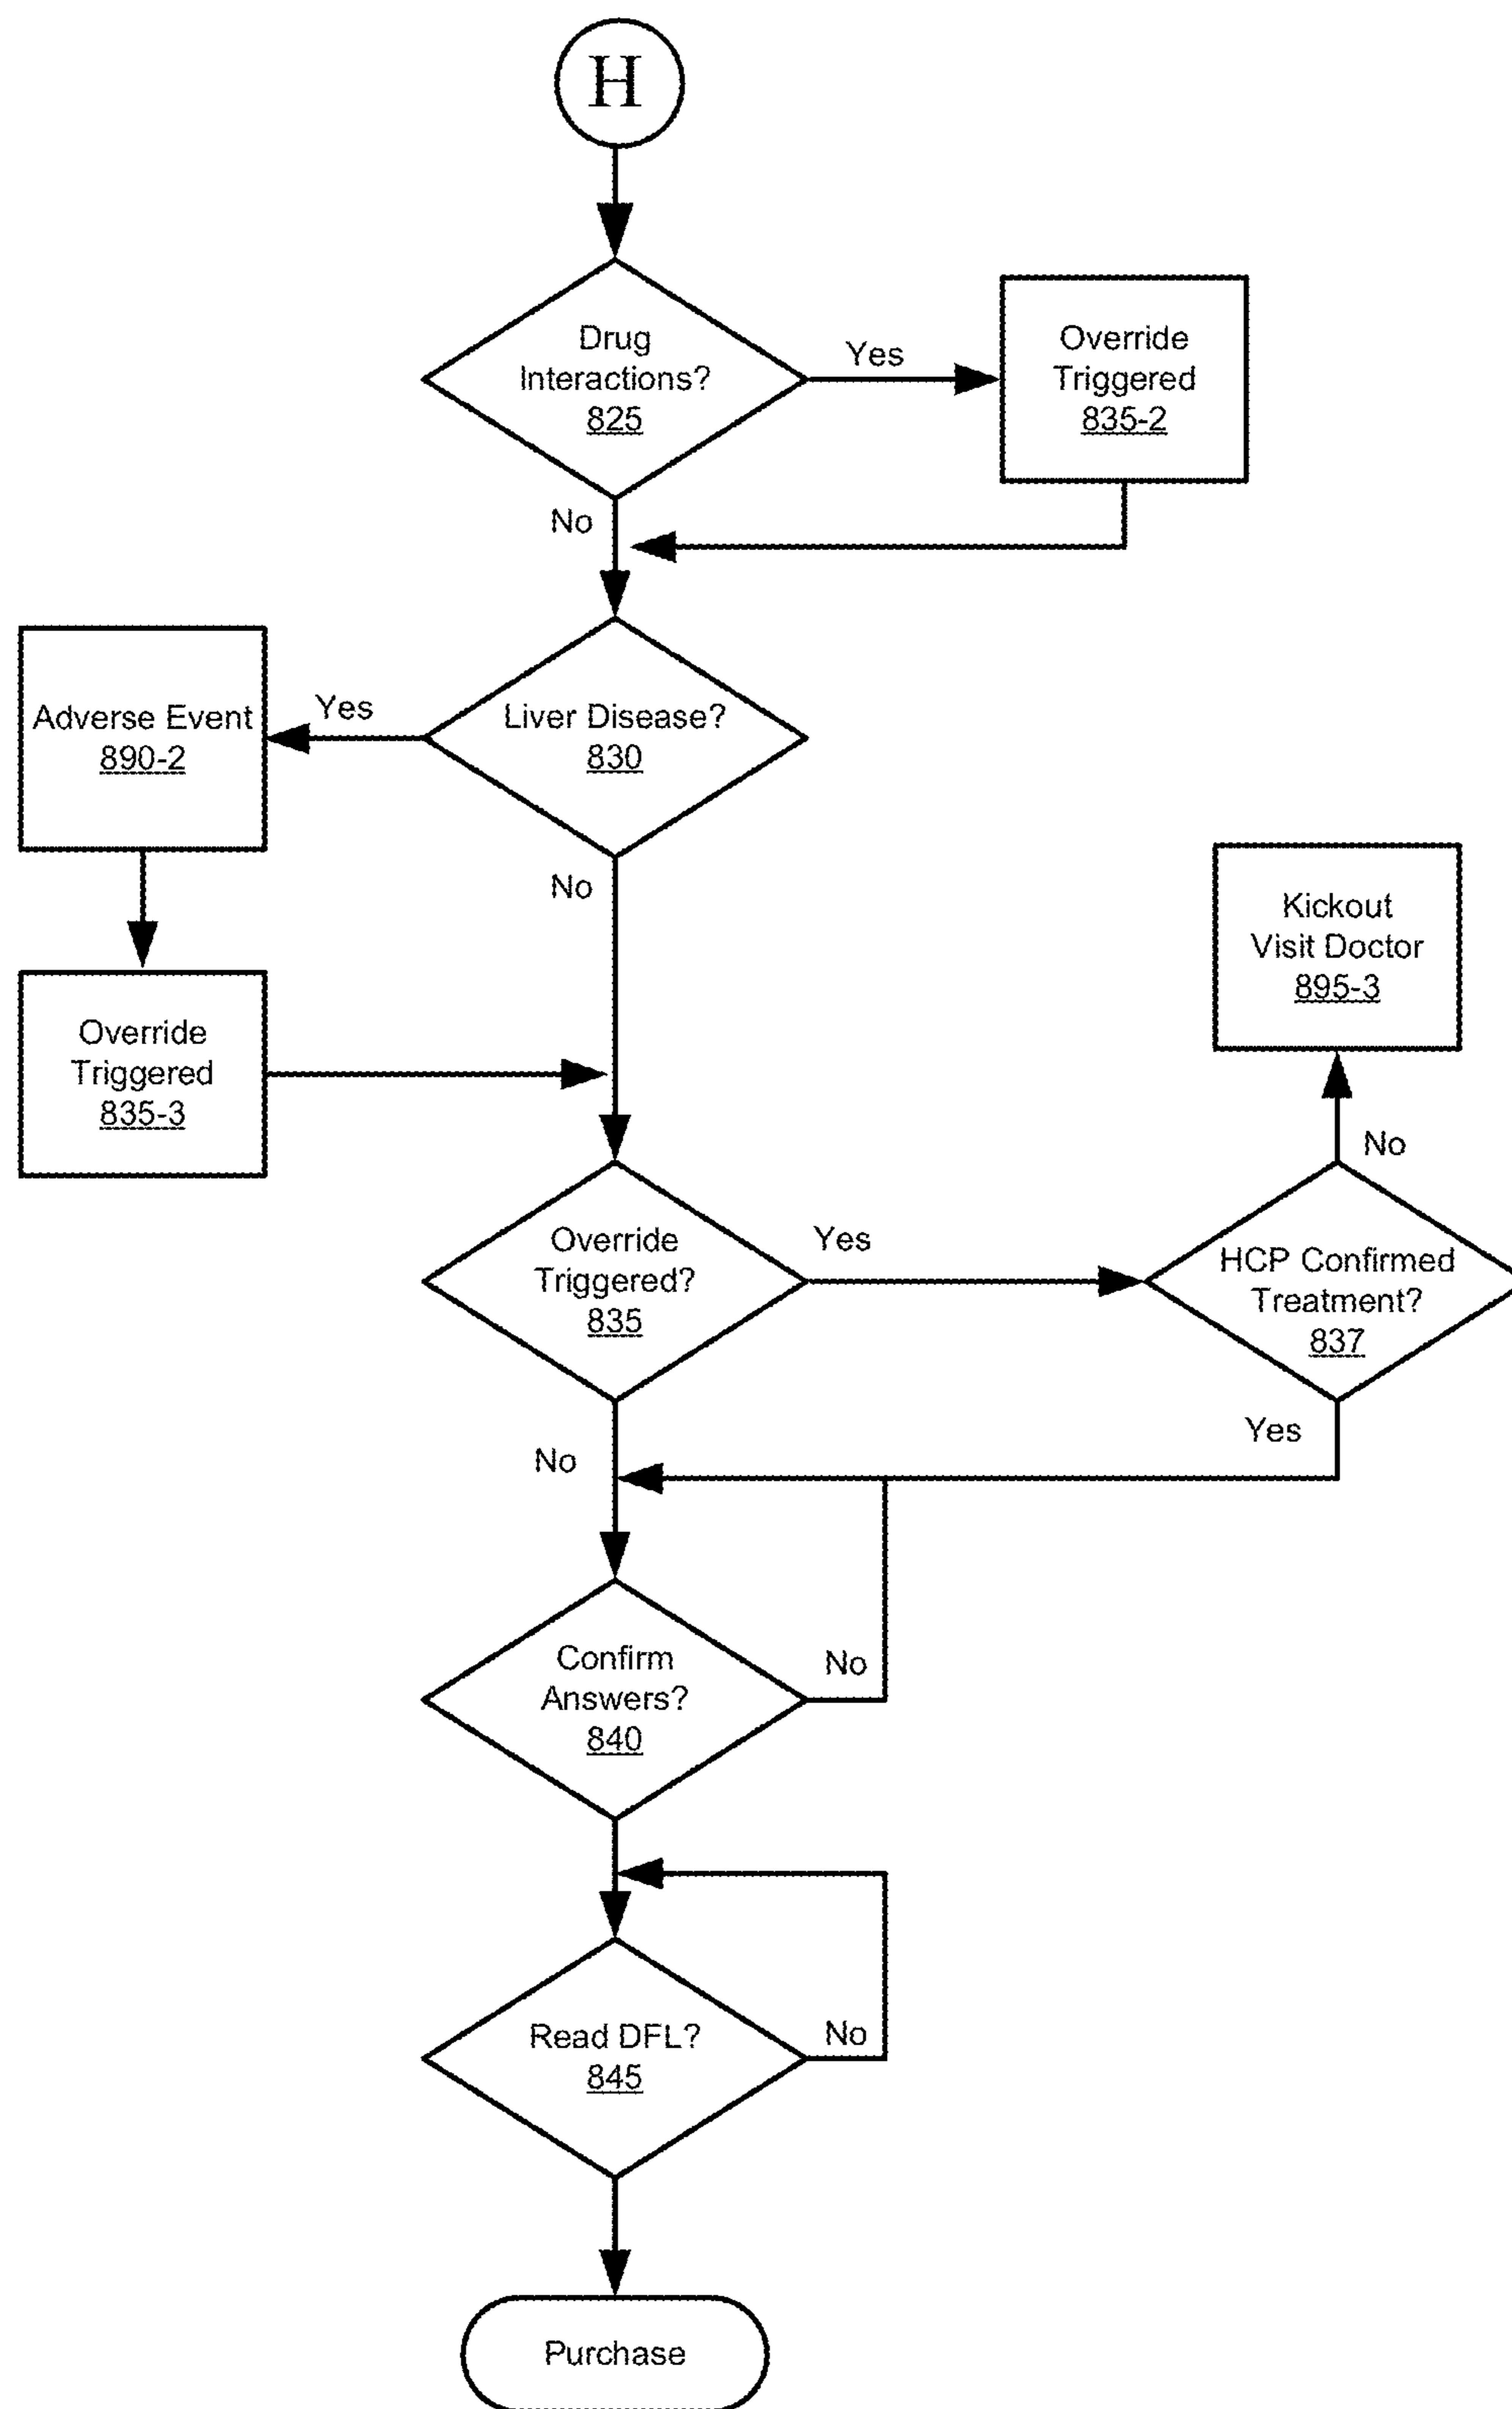 H
Drug
Interactions?
825
Yes
Override
Triggered
835-2
No
Liver Disease?
830
Yes
Adverse Event
890-2
No
Override
Triggered
835-3
Kickout
Visit Doctor
895-3
No
Override
Triggered?
835
Yes
HCP Confirmed
Treatment?
837
Yes
No
Confirm
Answers?
840
No
Read DFL?
845
No
Purchase